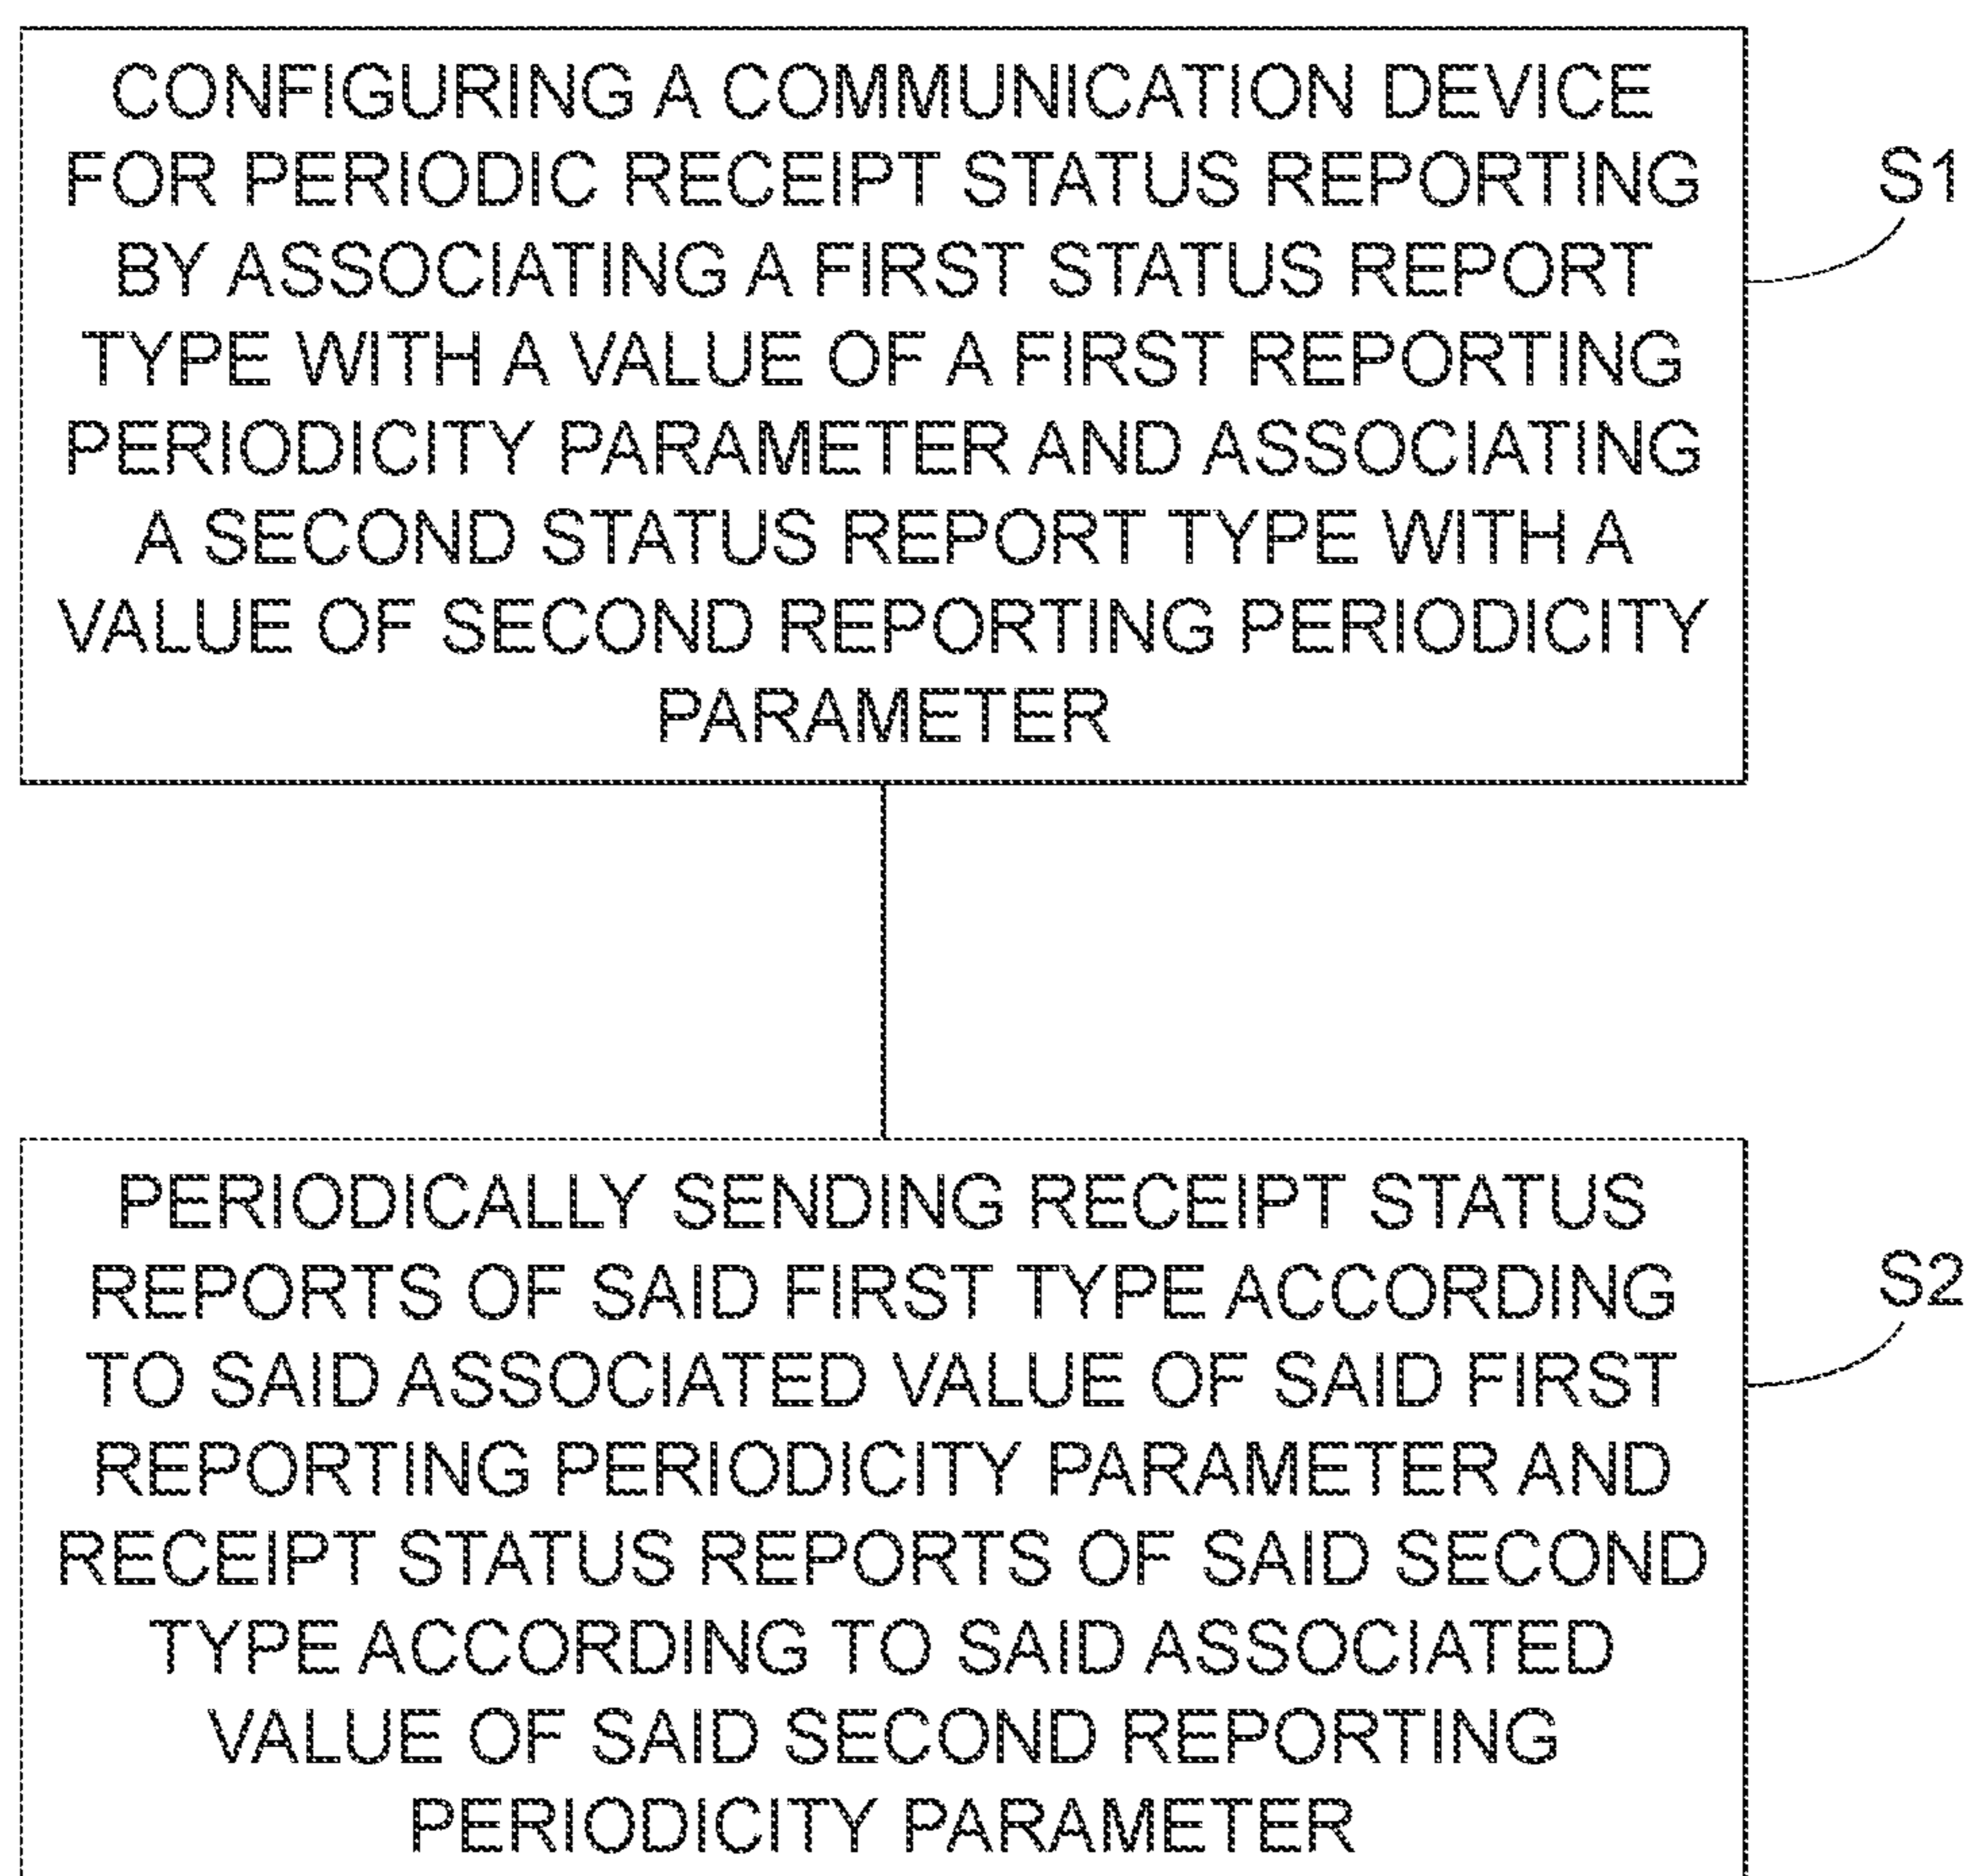 CONFIGURING A COMMUNICATION DEVICE
FOR PERIODIC RECEIPT STATUS REPORTING
BY ASSOCIATING A FIRST STATUS REPORT
TYPE WITH A VALUE OF A FIRST REPORTING
PERIODICITY PARAMETER AND ASSOCIATING
A SECOND STATUS REPORT TYPE WITH A
VALUE OF SECOND REPORTING PERIODICITY
PARAMETER
S1
PERIODICALLY SENDING RECEIPT STATUS
REPORTS OF SAID FIRST TYPE ACCORDING
TO SAID ASSOCIATED VALUE OF SAID FIRST
REPORTING PERIODICITY PARAMETER AND
RECEIPT STATUS REPORTS OF SAID SECOND
TYPE ACCORDING TO SAID ASSOCIATED
VALUE OF SAID SECOND REPORTING
PERIODICITY PARAMETER
S2